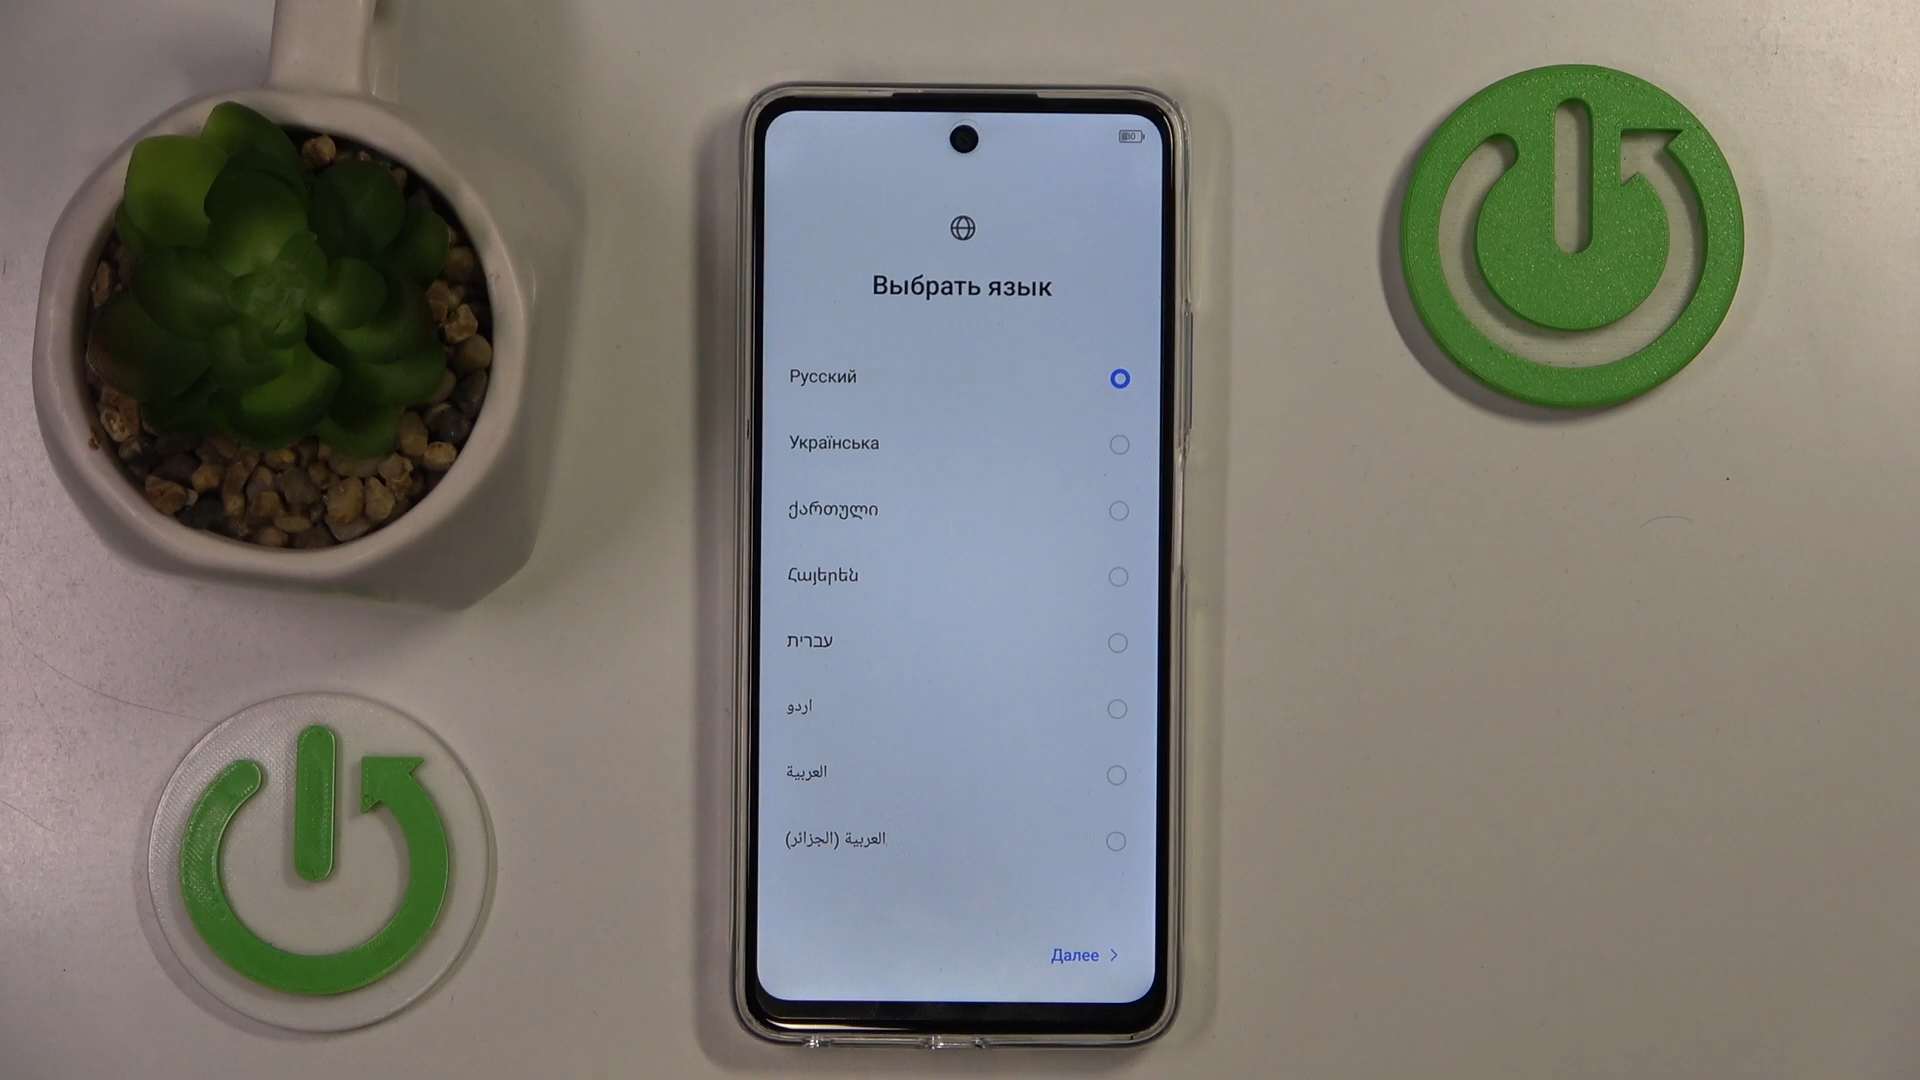 Выбрать язык
Русский
Українська
ქართული
Հայերեն
עברית
اردو
العربية
العربية (الجزائر)
Далее